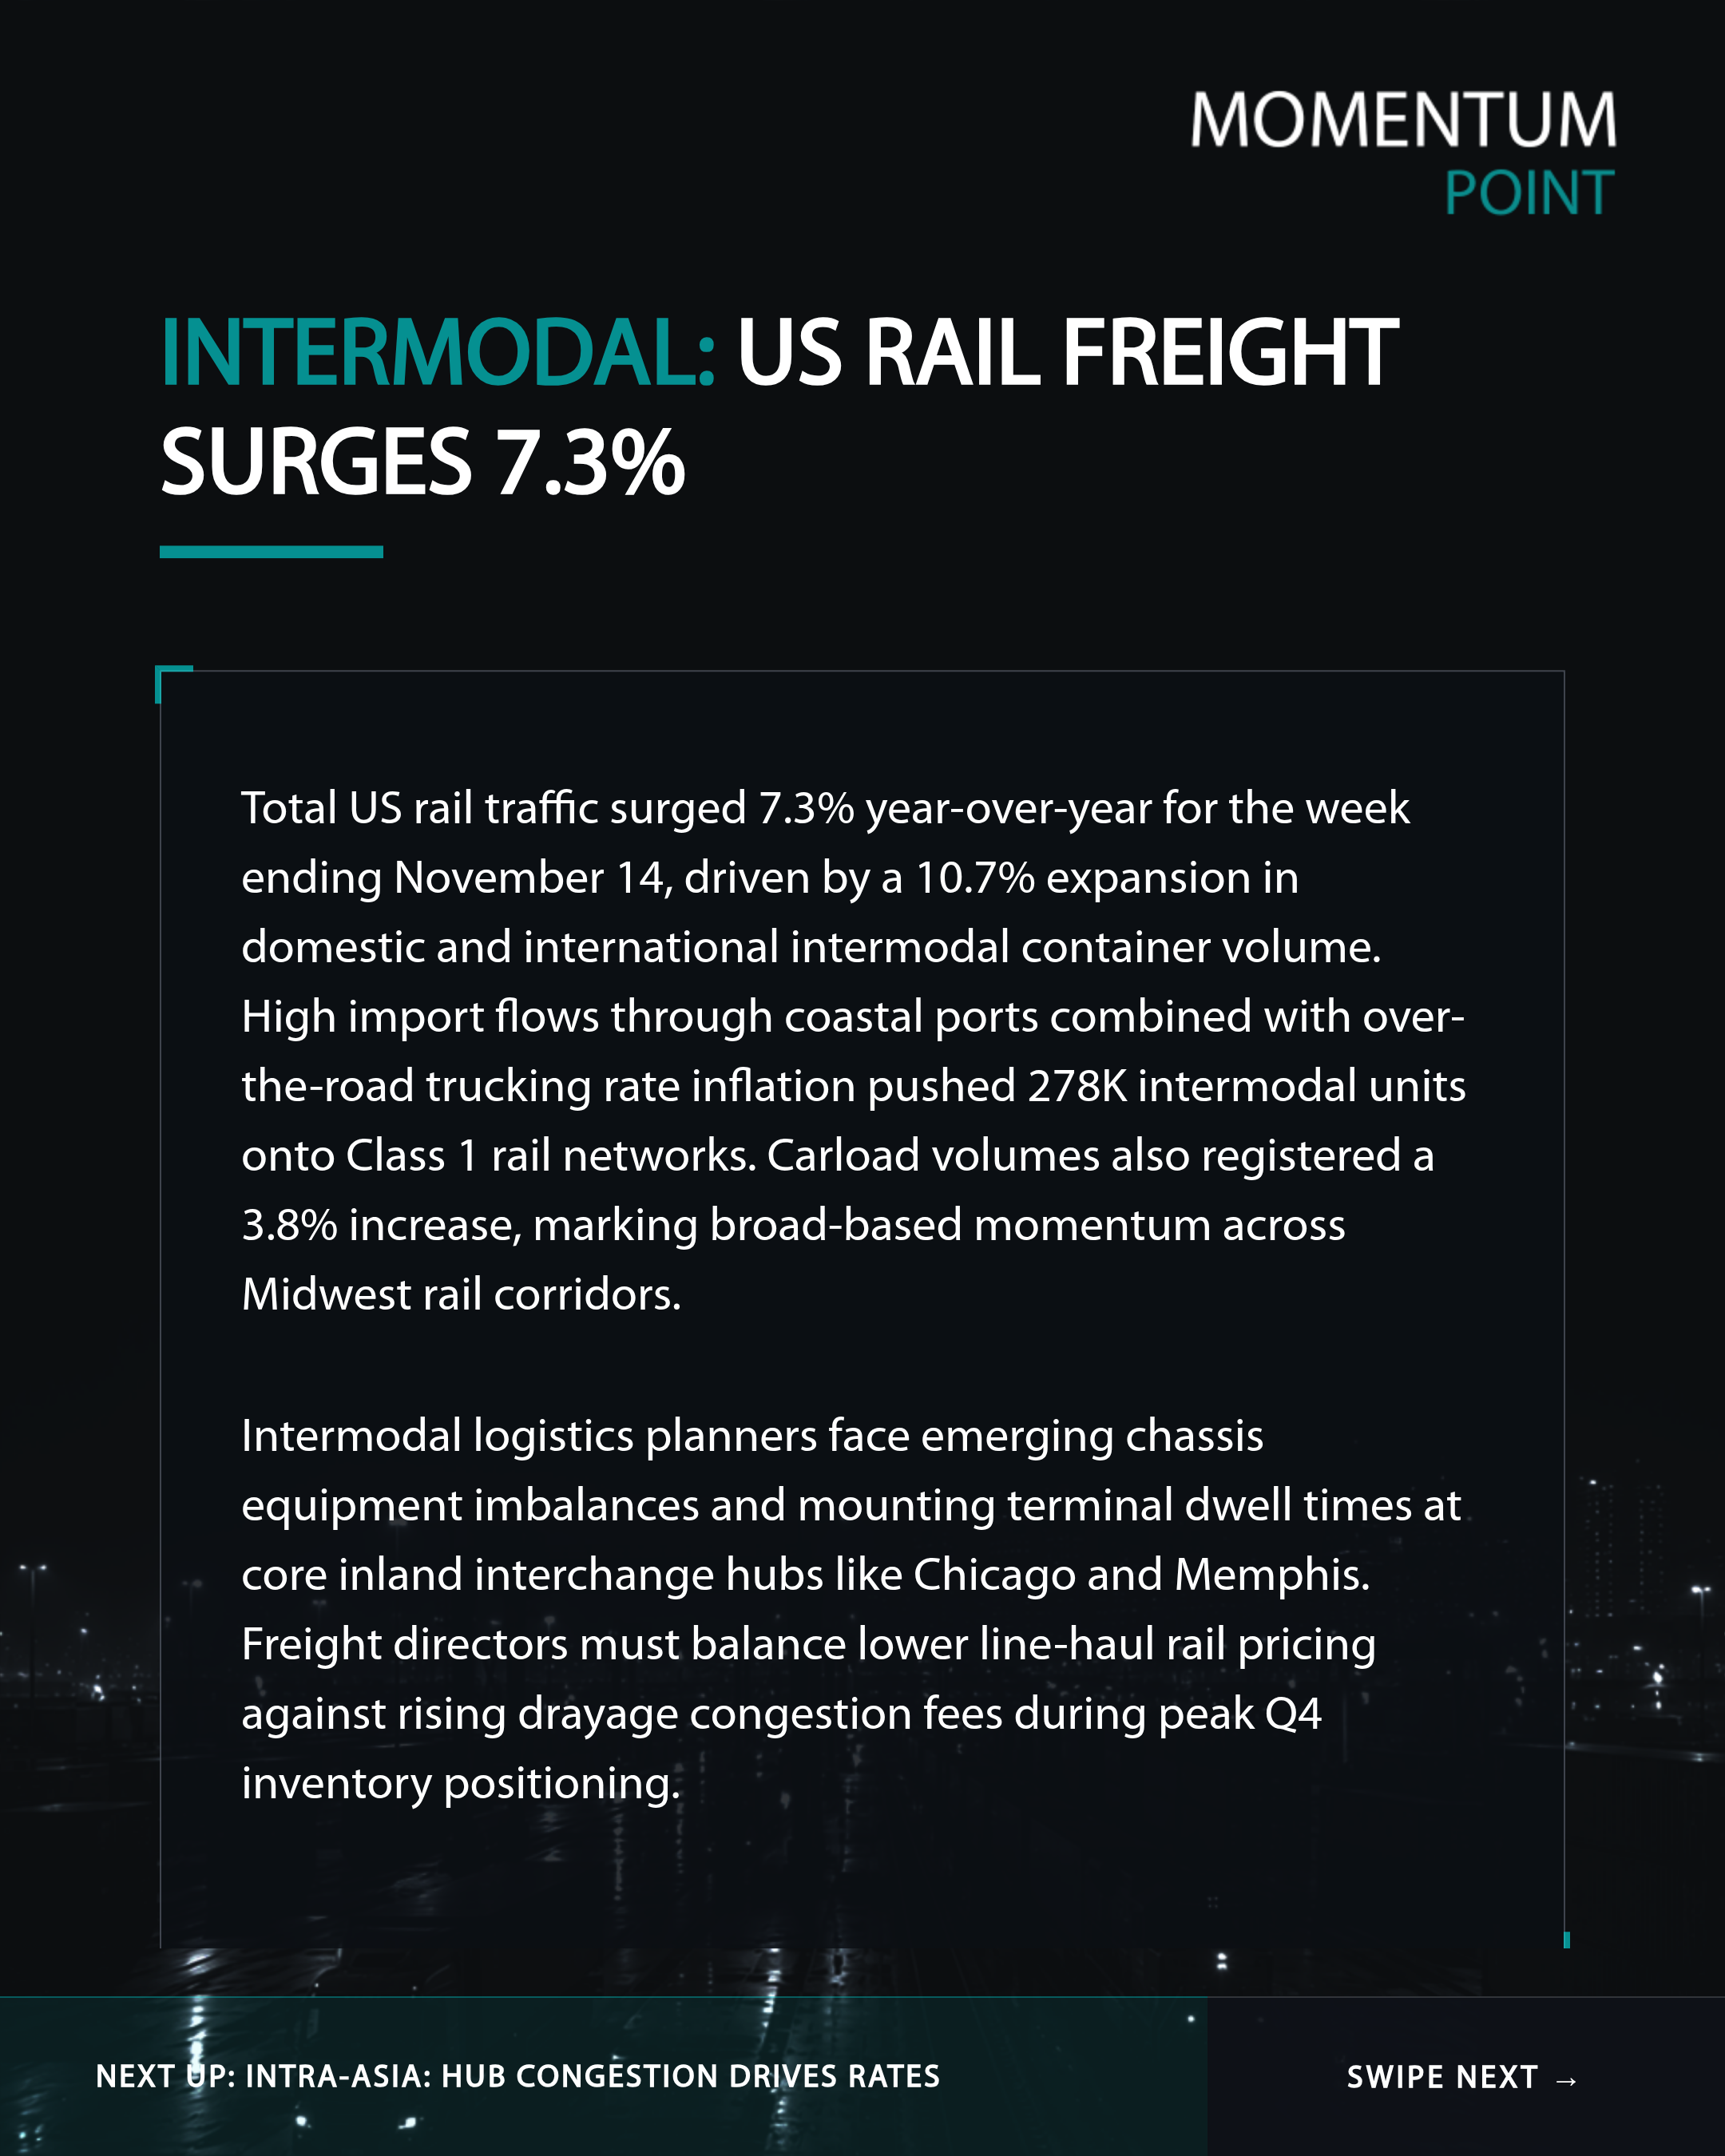 MOMENTUM
POINT
INTERMODAL: US RAIL FREIGHT
SURGES 7.3%
Total US rail traffic surged 7.3% year-over-year for the week
ending November 14, driven by a 10.7% expansion in
domestic and international intermodal container volume.
High import flows through coastal ports combined with over-
the-road trucking rate inflation pushed 278K intermodal units
onto Class 1 rail networks. Carload volumes also registered a
3.8% increase, marking broad-based momentum across
Midwest rail corridors.
Intermodal logistics planners face emerging chassis
equipment imbalances and mounting terminal dwell times at
core inland interchange hubs like Chicago and Memphis.
Freight directors must balance lower line-haul rail pricing
against rising drayage congestion fees during peak Q4
inventory positioning.
NEXT UP: INTRA-ASIA: HUB CONGESTION DRIVES RATES
SWIPE NEXT →